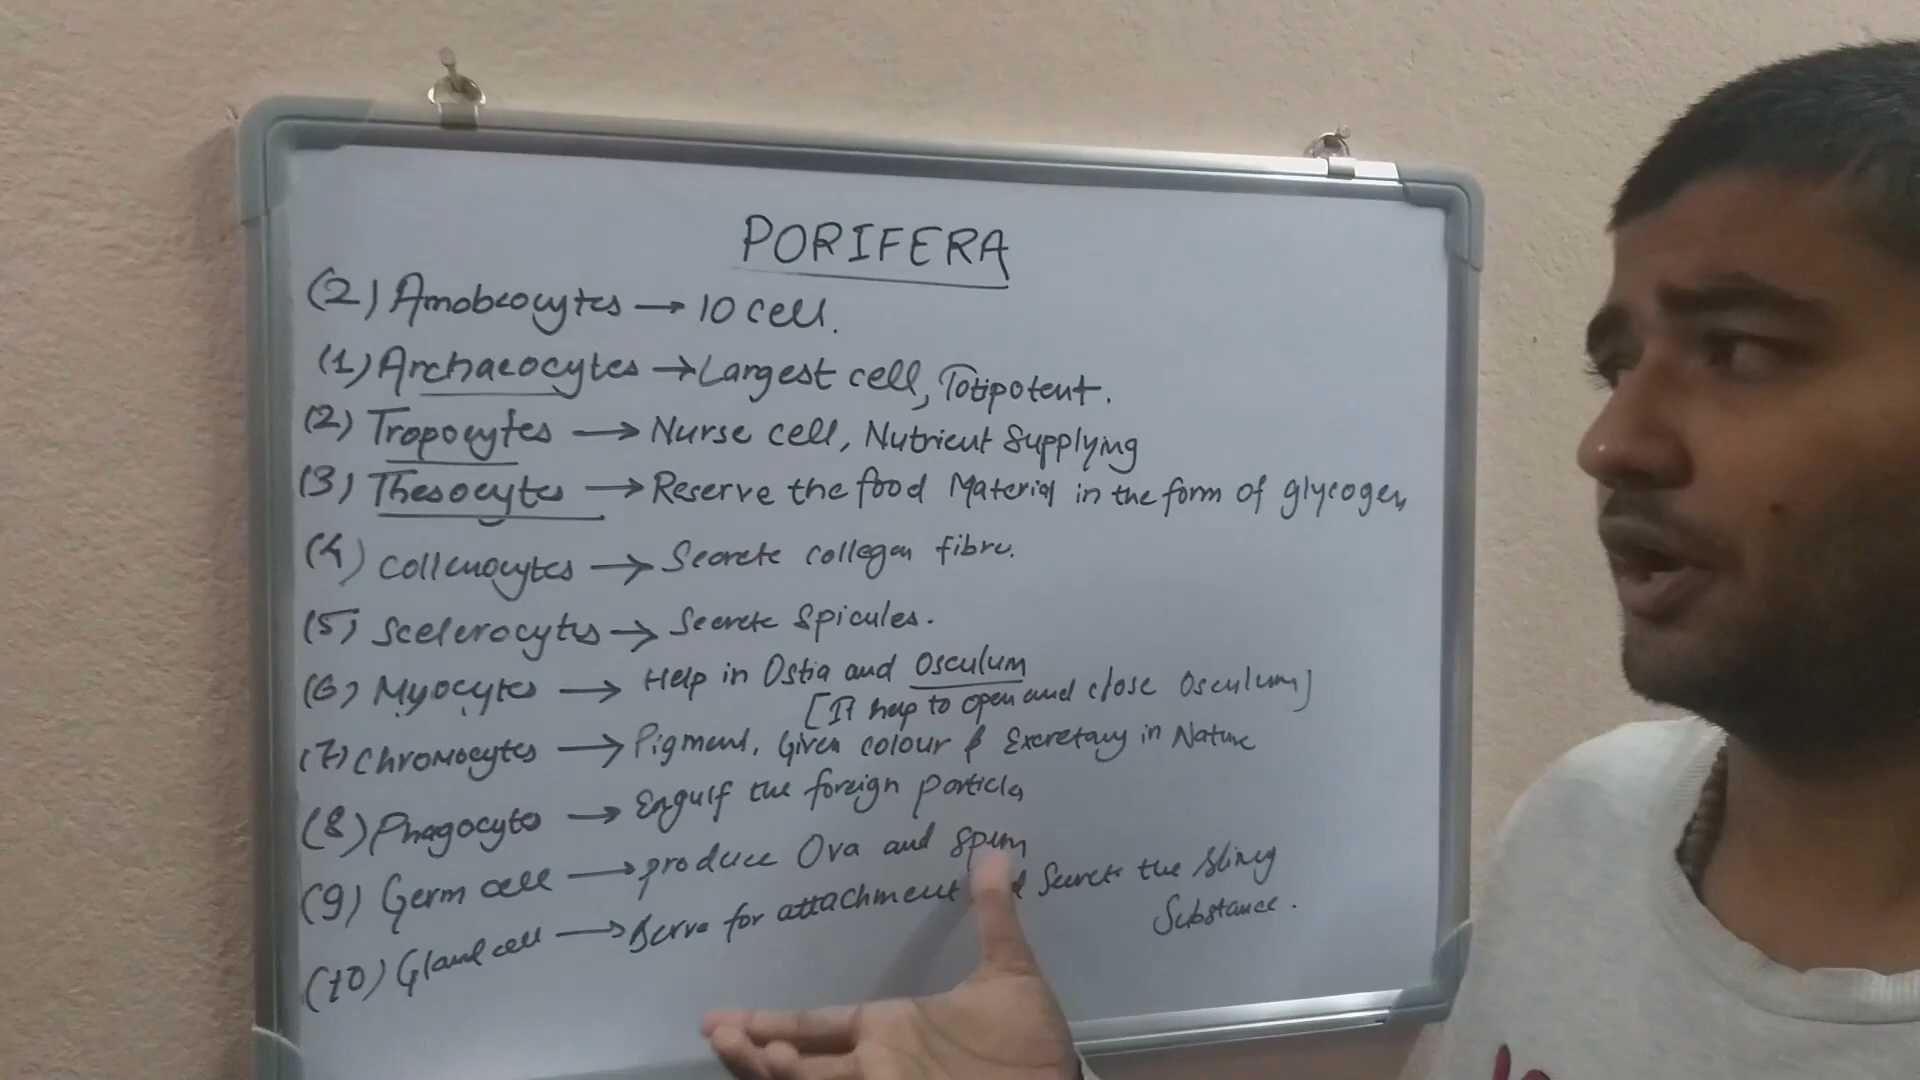 PORIFERA
(2) Amobeocytes → 10 cell.
(1) Archaeocytes → Largest cell, Totipotent.
(2) Tropocytes → Nurse cell, Nutrient Supplying
(3) Thesocytes → Reserve the food Material in the form of glycogen
(4) Collenocytes → Secrete collegen fibre.
(5) Scelerocytes → Secrete Spicules.
(6) Myocytes → Help in Ostia and Osculum
[It hep to open and close Osculum]
(7) Chromocytes → Pigment, Given colour & Excretary in Nature
(8) Phagocyte → Engulf the foreign particle
(9) Germ cell → produce Ova and Sperm
(10) Gland cell → Serve for attachment Secrete the Slimy
Substance.